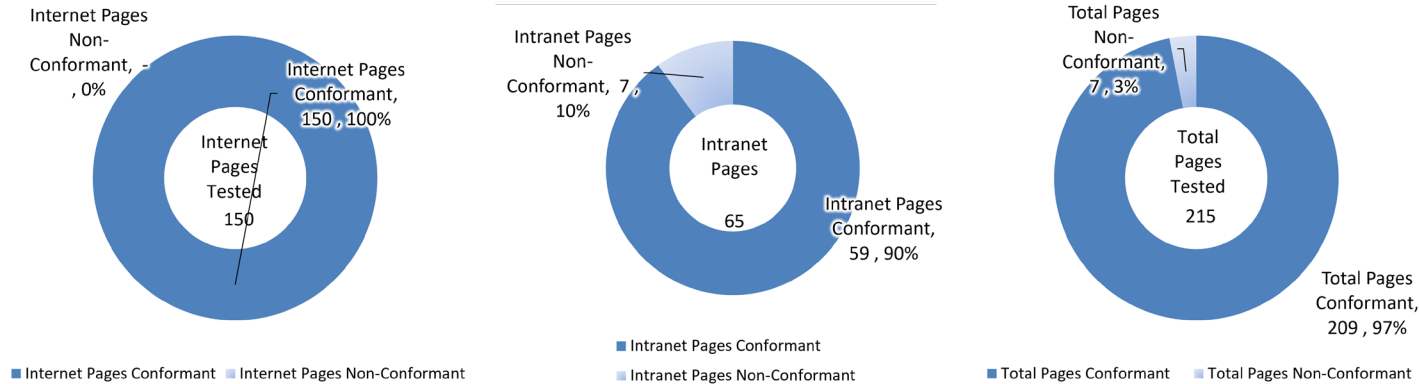 Internet Pages
Non-
Conformant,  -
, 0%
Internet Pages
Conformant,
150 , 100%
Internet
Pages
Tested
150
Internet Pages Conformant
Internet Pages Non-Conformant
Intranet Pages
Non-
Conformant,  7 ,
10%
Intranet
Pages
65
Intranet Pages
Conformant,
59 , 90%
Intranet Pages Conformant
Intranet Pages Non-Conformant
Total Pages
Non-
Conformant,
7 , 3%
Total
Pages
Tested
215
Total Pages
Conformant,
209 , 97%
Total Pages Conformant
Total Pages Non-Conformant